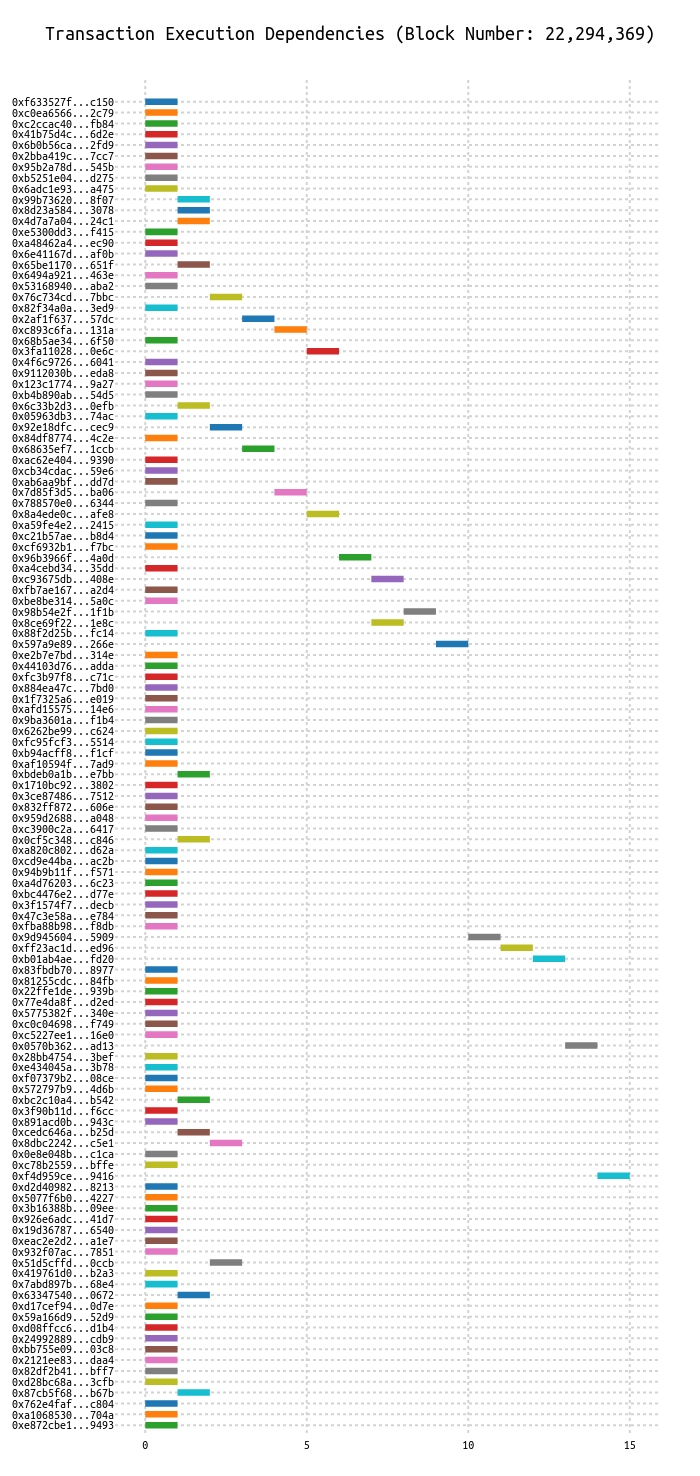 Transaction Execution Dependencies (Block Number: 22,294,369)
0xf633527f...c150
0xc0ea6566...2c79
0xc2ccac40...fb84
0x41b75d4c...6d2e
0x6b0b56ca...2fd9
0x2bba419c...7cc7
0x95b2a78d...545b
0xb5251e04...d275
0x6adc1e93...a475
0x99b73620...8f07
0x8d23a584...3078
0x4d7a7a04...24c1
0xe5300dd3...f415
0xa48462a4...ec90
0x6e41167d...af0b
0x65be1170...651f
0x6494a921...463e
0x53168940...aba2
0x76c734cd...7bbc
0x82f34a0a...3ed9
0x2af1f637...57dc
0xc893c6fa...131a
0x68b5ae34...6f50
0x3fa11028...0e6c
0x4f6c9726...6041
0x9112030b...eda8
0x123c1774...9a27
0xb4b890ab...54d5
0x6c33b2d3...0efb
0x05963db3...74ac
0x92e18dfc...cec9
0x84df8774...4c2e
0x68635ef7...1ccb
0xac62e404...9390
0xcb34cdac...59e6
0xab6aa9bf...dd7d
0x7d85f3d5...ba06
0x788570e0...6344
0x8a4ede0c...afe8
0xa59fe4e2...2415
0xc21b57ae...b8d4
0xcf6932b1...f7bc
0x96b3966f...4a0d
0xa4cebd34...35dd
0xc93675db...408e
0xfb7ae167...a2d4
0xbe8be314...5a0c
0x98b54e2f...1f1b
0x8ce69f22...1e8c
0x88f2d25b...fc14
0x597a9e89...266e
0xe2b7e7bd...314e
0x44103d76...adda
0xfc3b97f8...c71c
0x884ea47c...7bd0
0x1f7325a6...e019
0xafd15575...14e6
0x9ba3601a...f1b4
0x6262be99...c624
0xfc95fcf3...5514
0xb94acff8...f1cf
0xaf10594f...7ad9
0xbdeb0a1b...e7bb
0x1710bc92...3802
0x3ce87486...7512
0x832ff872...606e
0x959d2688...a048
0xc3900c2a...6417
0x0cf5c348...c846
0xa820c802...d62a
0xcd9e44ba...ac2b
0x94b9b11f...f571
0xa4d76203...6c23
0xbc4476e2...d77e
0x3f1574f7...decb
0x47c3e58a...e784
0xfba88b98...f8db
0x9d945604...5909
0xff23ac1d...ed96
0xb01ab4ae...fd20
0x83fbdb70...8977
0x81255cdc...84fb
0x22ffe1de...939b
0x77e4da8f...d2ed
0x5775382f...340e
0xc0c04698...f749
0xc5227ee1...16e0
0x0570b362...ad13
0x28bb4754...3bef
0xe434045a...3b78
0xf07379b2...08ce
0x572797b9...4d6b
0xbc2c10a4...b542
0x3f90b11d...f6cc
0x891acd0b...943c
0xcedc646a...b25d
0x8dbc2242...c5e1
0x0e8e048b...c1ca
0xc78b2559...bffe
0xf4d959ce...9416
0xd2d40982...8213
0x5077f6b0...4227
0x3b16388b...09ee
0x926e6adc...41d7
0x19d36787...6540
0xeac2e2d2...a1e7
0x932f07ac...7851
0x51d5cffd...0ccb
0x419761d0...b2a3
0x7abd897b...68e4
0x63347540...0672
0xd17cef94...0d7e
0x59a166d9...52d9
0xd08ffcc6...d1b4
0x24992889...cdb9
0xbb755e09...03c8
0x2121ee83...daa4
0x82df2b41...bff7
0xd28bc68a...3cfb
0x87cb5f68...b67b
0x762e4faf...c804
0xa1068530...704a
0xe872cbe1...9493
0 5 10 15